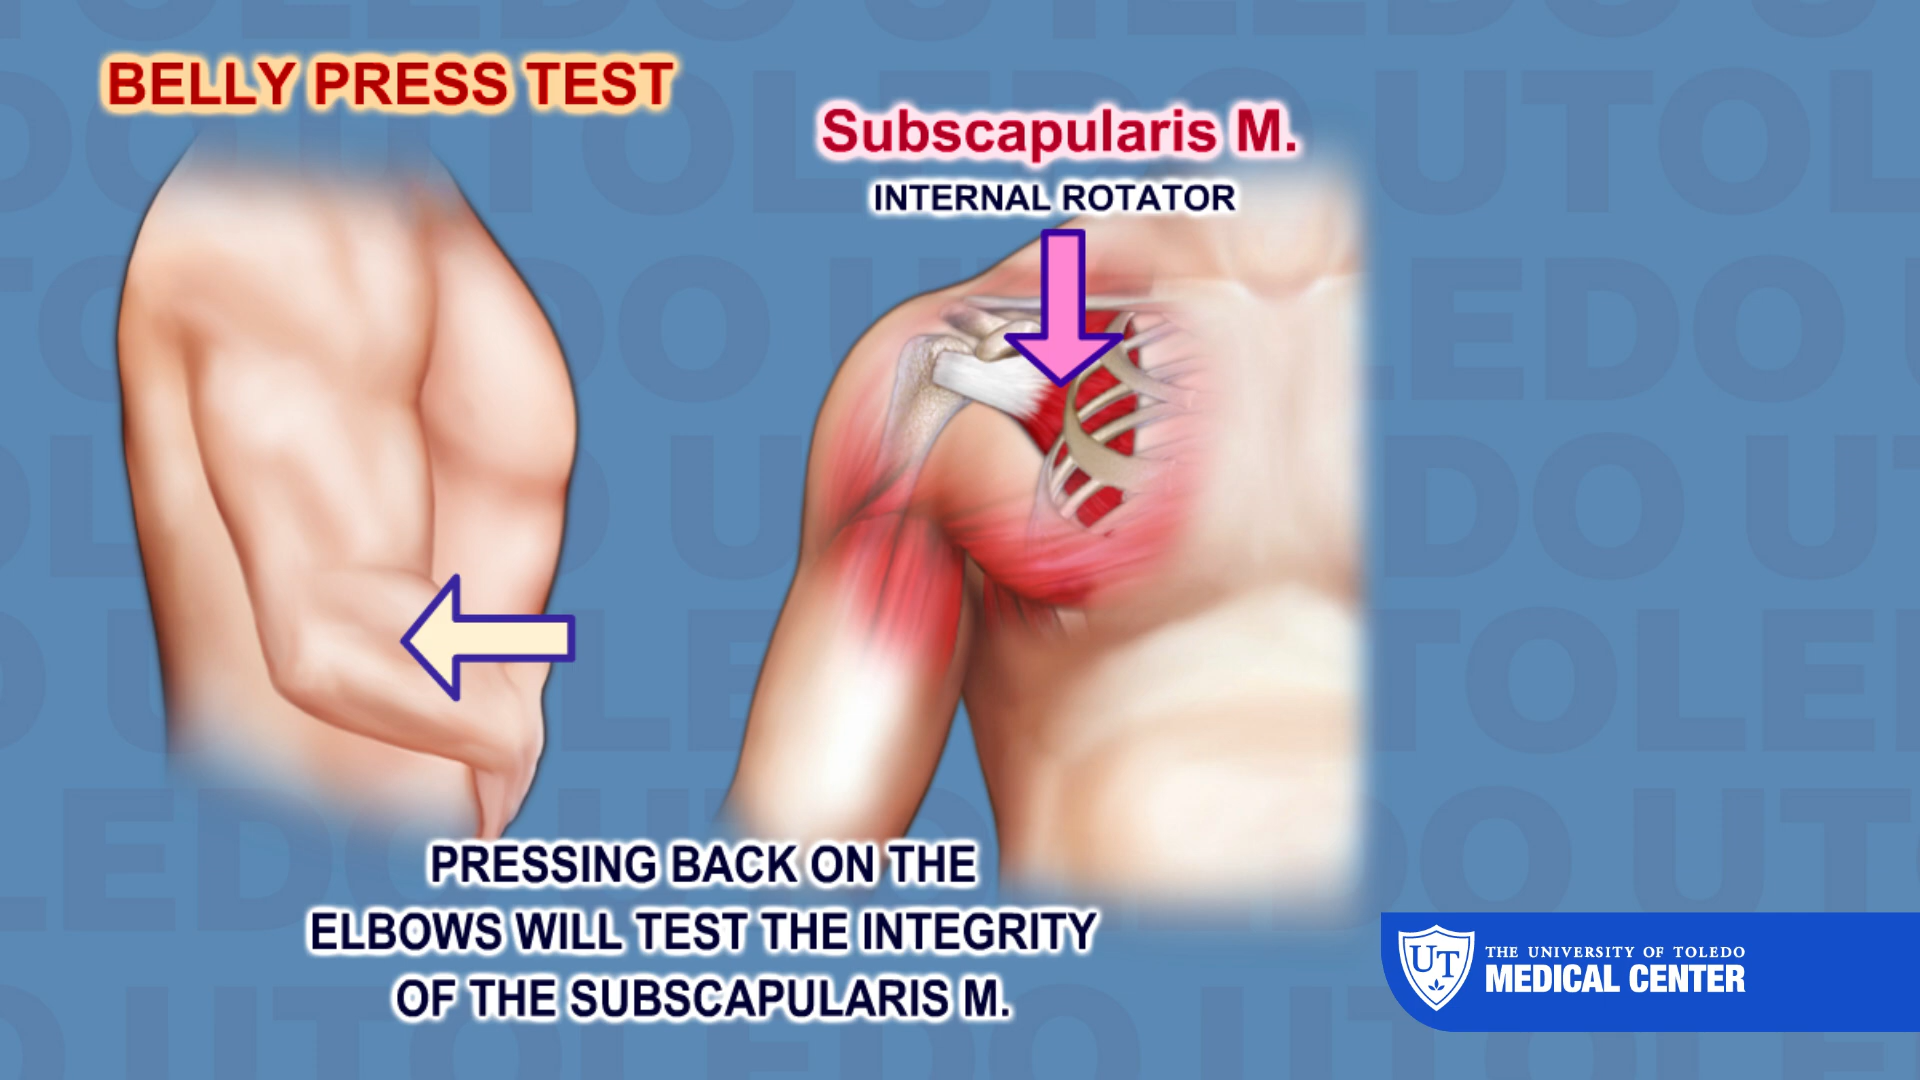 BELLY PRESS TEST
Subscapularis M.
INTERNAL ROTATOR
PRESSING BACK ON THE
ELBOWS WILL TEST THE INTEGRITY
OF THE SUBSCAPULARIS M.
UT
THE UNIVERSITY OF TOLEDO
MEDICAL CENTER